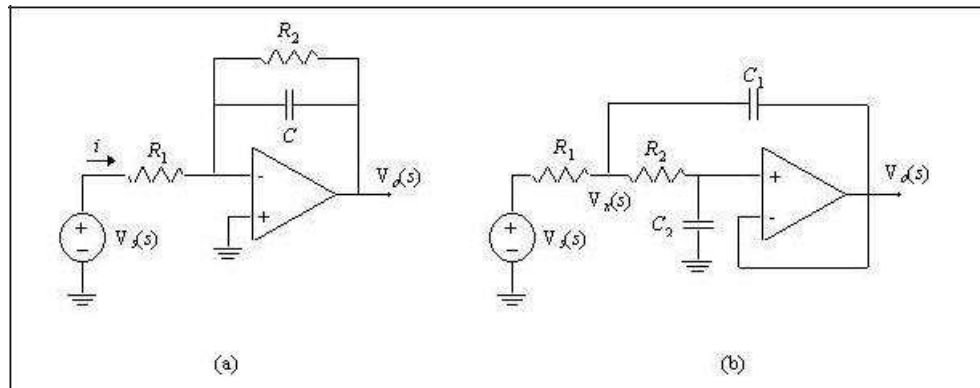 R2
C
i
R1
-
+
Vo(s)
+
−
Vs(s)
(a)
C1
R1
R2
Vx(s)
C2
+
-
Vo(s)
+
−
Vs(s)
(b)